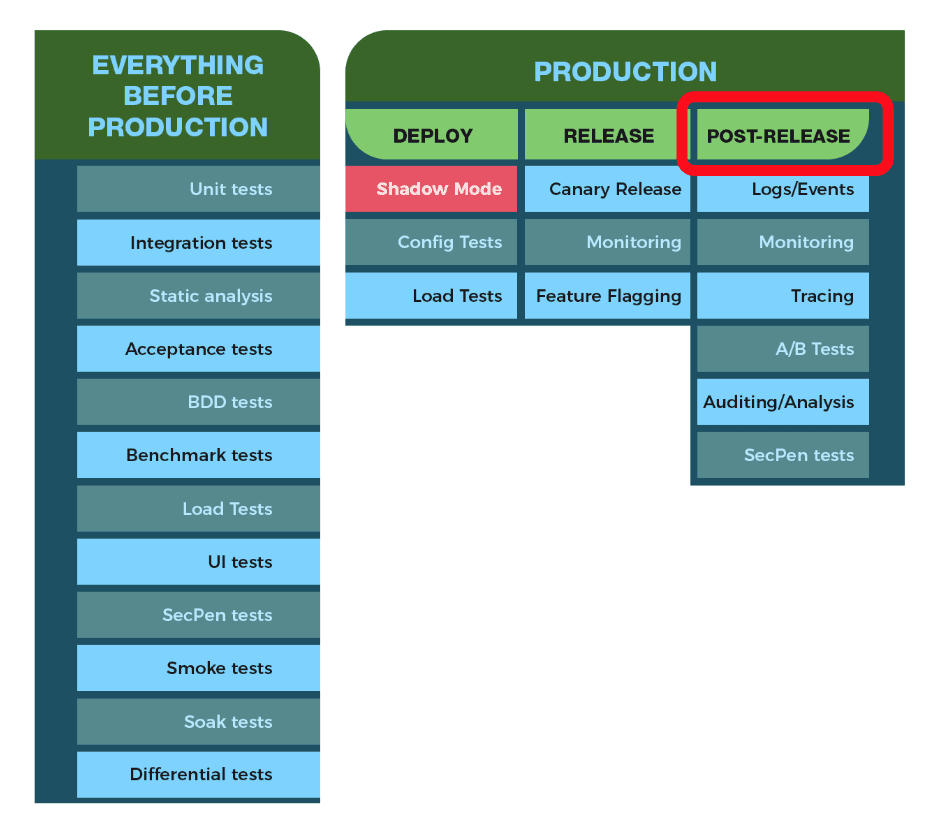 EVERYTHING
BEFORE
PRODUCTION
Unit tests
Integration tests
Static analysis
Acceptance tests
BDD tests
Benchmark tests
Load Tests
UI tests
SecPen tests
Smoke tests
Soak tests
Differential tests
PRODUCTION
DEPLOY
Shadow Mode
Config Tests
Load Tests
RELEASE
Canary Release
Monitoring
Feature Flagging
POST-RELEASE
Logs/Events
Monitoring
Tracing
A/B Tests
Auditing/Analysis
SecPen tests